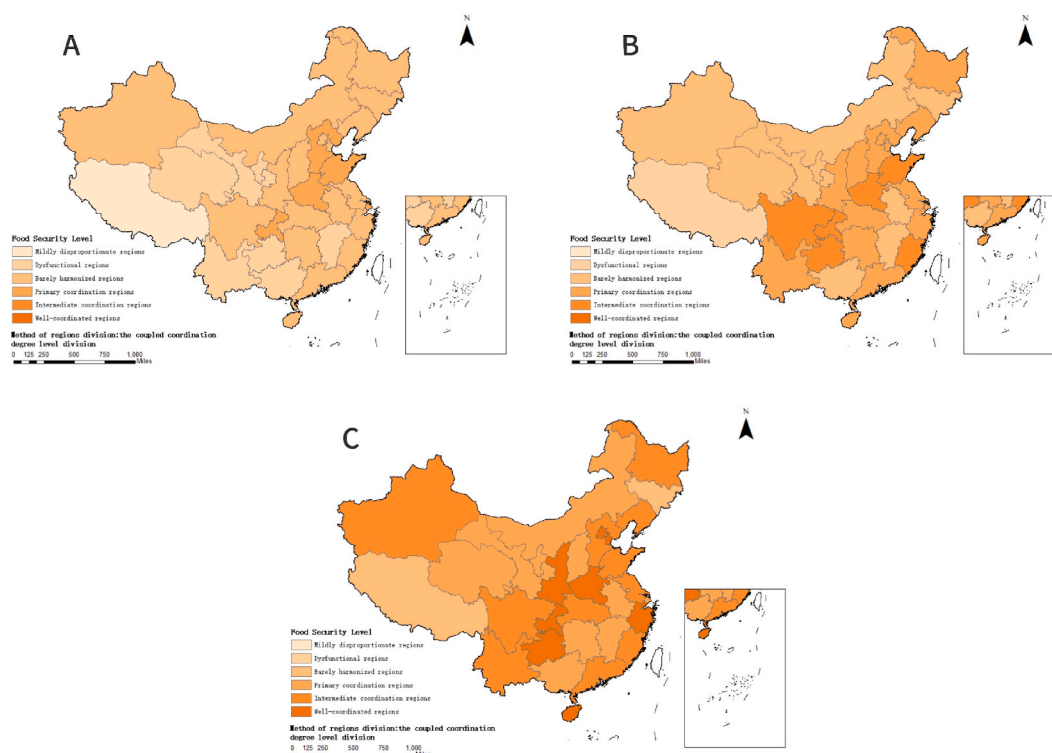 A
N
Food Security Level
Mildly disproportionate regions
Dysfunctional regions
Barely harmonized regions
Primary coordination regions
Intermediate coordination regions
Well-coordinated regions
Method of regions division:the coupled coordination
degree level division
0 125 250 500 750 1,000
Miles
B
N
Food Security Level
Mildly disproportionate regions
Dysfunctional regions
Barely harmonized regions
Primary coordination regions
Intermediate coordination regions
Well-coordinated regions
Method of regions division:the coupled coordination
degree level division
0 125 250 500 750 1,000
Miles
C
N
Food Security Level
Mildly disproportionate regions
Dysfunctional regions
Barely harmonized regions
Primary coordination regions
Intermediate coordination regions
Well-coordinated regions
Method of regions division:the coupled coordination
degree level division
0 125 250 500 750 1,000